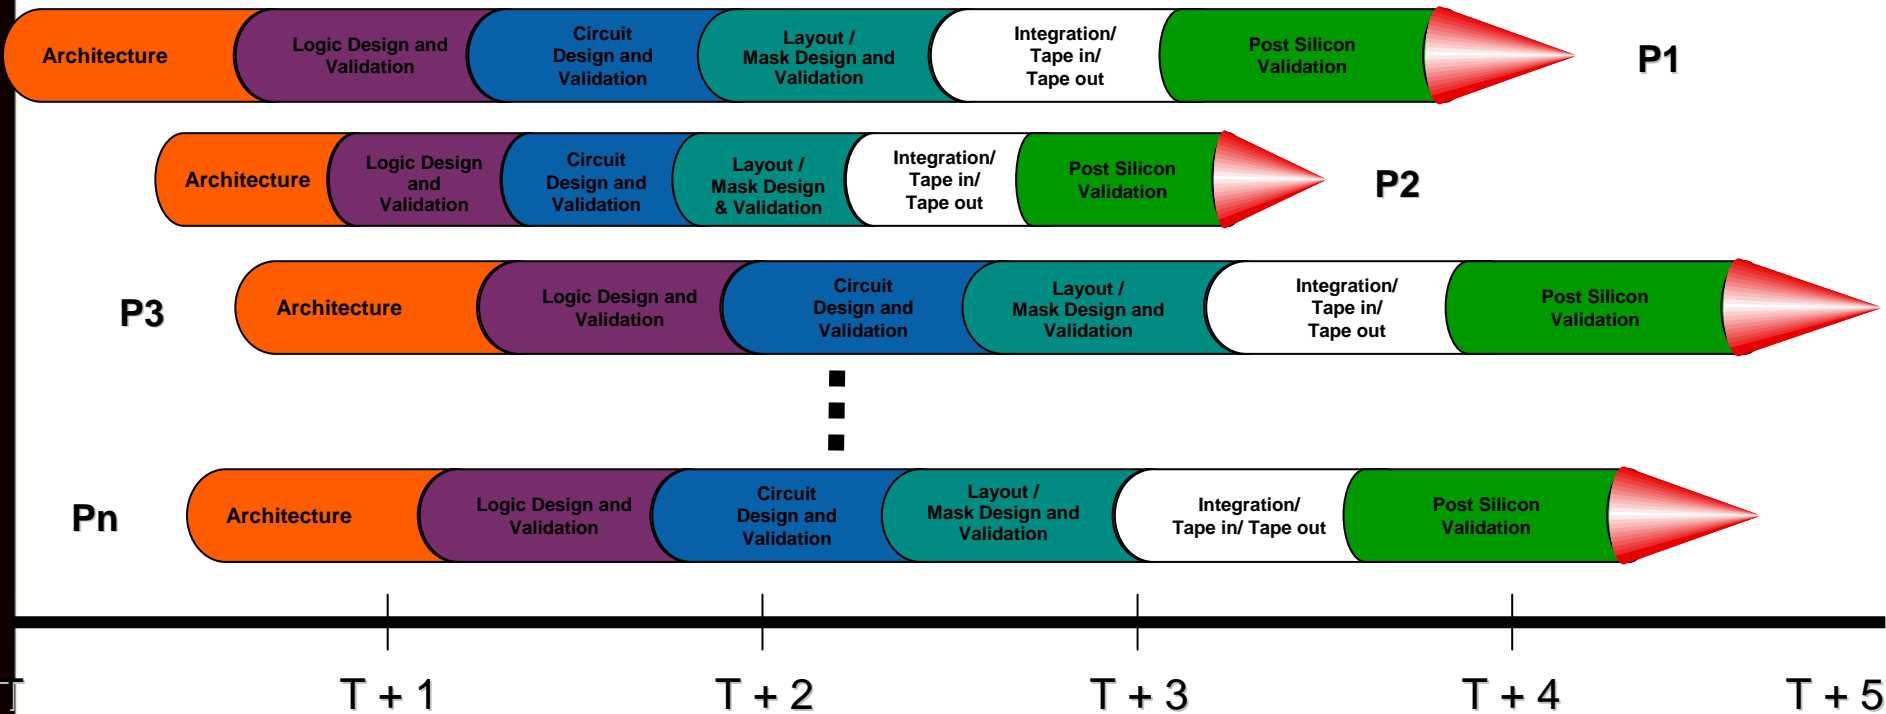 Architecture
Logic Design and
Validation
Circuit
Design and
Validation
Layout /
Mask Design and
Validation
Integration/
Tape in/
Tape out
Post Silicon
Validation
P1
Architecture
Logic Design
and
Validation
Circuit
Design and
Validation
Layout /
Mask Design
& Validation
Integration/
Tape in/
Tape out
Post Silicon
Validation
P2
P3
Architecture
Logic Design and
Validation
Circuit
Design and
Validation
Layout /
Mask Design and
Validation
Integration/
Tape in/
Tape out
Post Silicon
Validation
Pn
Architecture
Logic Design and
Validation
Circuit
Design and
Validation
Layout /
Mask Design and
Validation
Integration/
Tape in/ Tape out
Post Silicon
Validation
T
T + 1
T + 2
T + 3
T + 4
T + 5